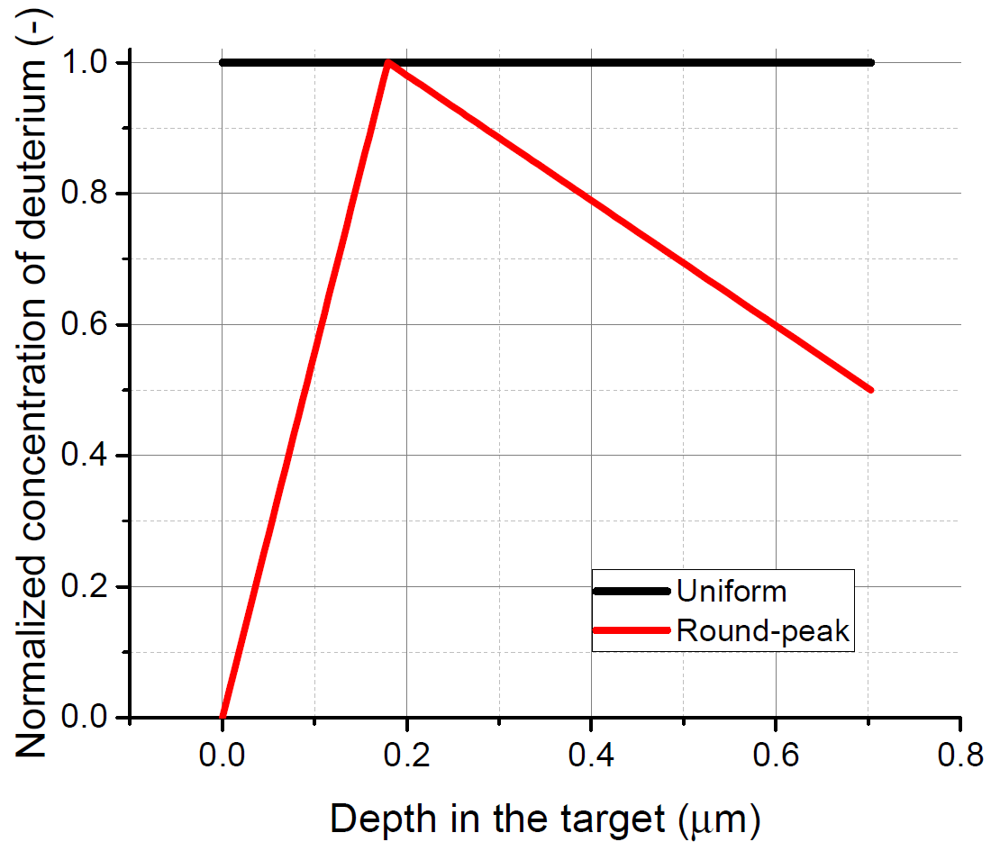 Normalized concentration of deuterium (-)
1.0
0.8
0.6
0.4
0.2
0.0
0.0 0.2 0.4 0.6 0.8
Depth in the target (μm)
Uniform
Round-peak